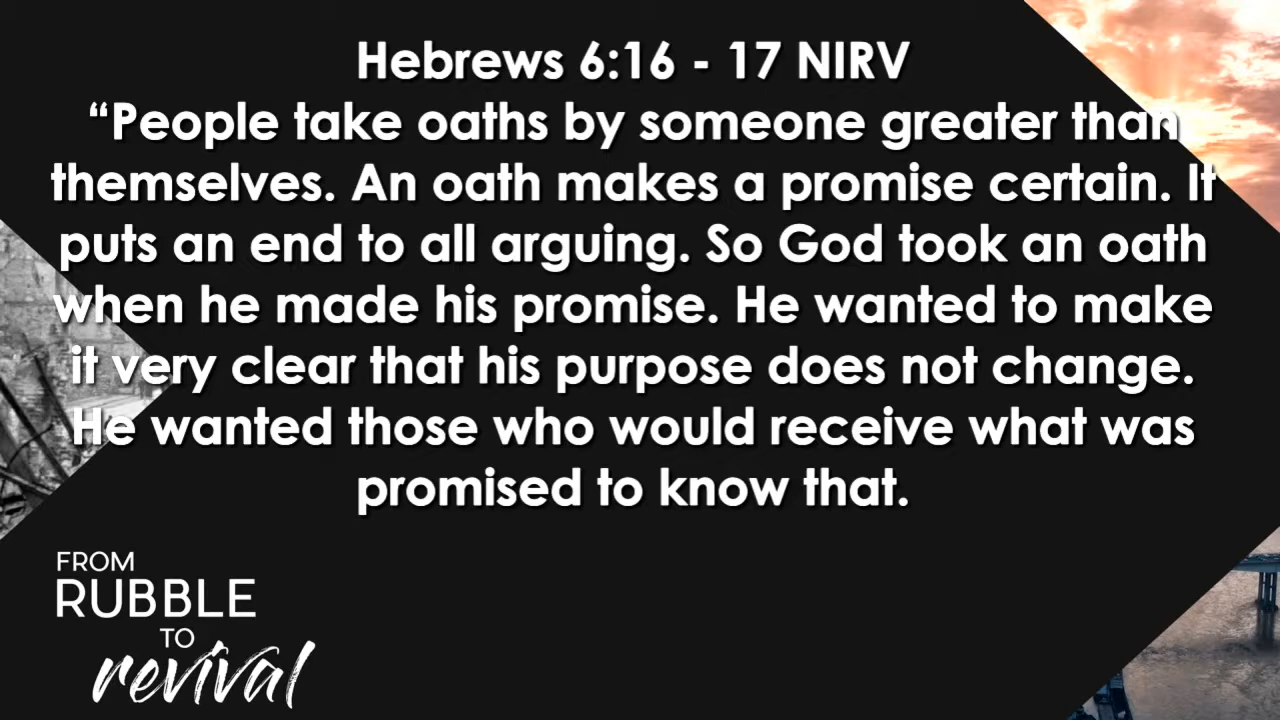 Hebrews 6:16 - 17 NIRV
“People take oaths by someone greater than
themselves. An oath makes a promise certain. It
puts an end to all arguing. So God took an oath
when he made his promise. He wanted to make
it very clear that his purpose does not change.
He wanted those who would receive what was
promised to know that.
FROM
RUBBLE
TO
revival